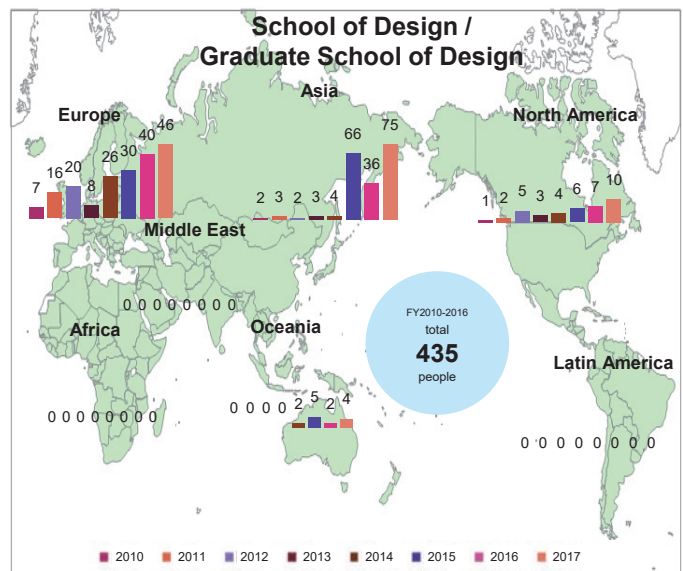 School of Design /
Graduate School of Design
Asia
Europe
North America
7 16 20 8 26 30 40 46
2 3 2 3 4 66 36 75
1 2 5 3 4 6 7 10
Middle East
0 0 0 0 0 0 0 0
Africa
Oceania
FY2010-2016
total
435
people
Latin America
0 0 0 0 0 0 0 0
0 0 0 0 2 5 2 4
0 0 0 0 0 0 0 0
2010 2011 2012 2013 2014 2015 2016 2017